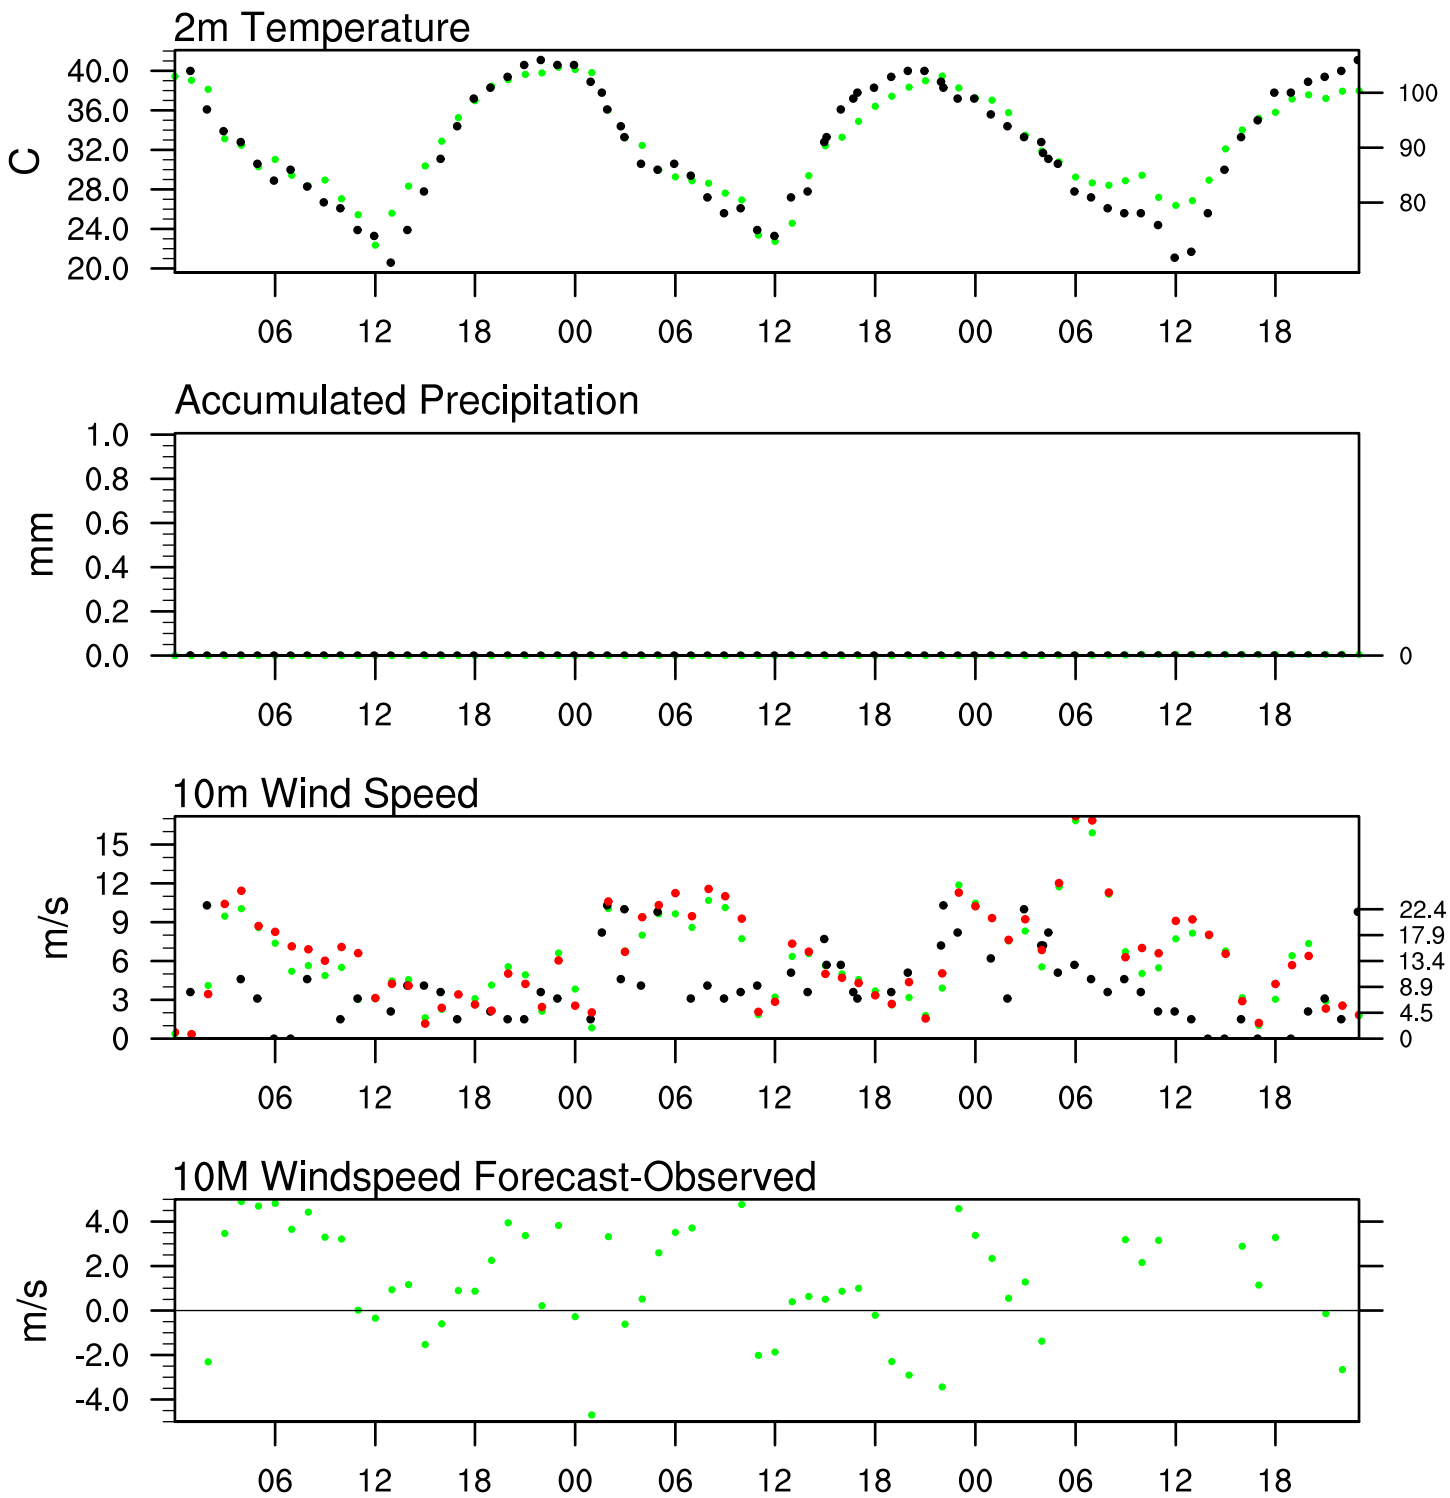 2m Temperature
C
40.0
36.0
32.0
28.0
24.0
20.0
100
90
80
06 12 18 00 06 12 18 00 06 12 18
Accumulated Precipitation
mm
1.0
0.8
0.6
0.4
0.2
0.0
0
06 12 18 00 06 12 18 00 06 12 18
10m Wind Speed
m/s
15
12
9
6
3
0
22.4
17.9
13.4
8.9
4.5
0
06 12 18 00 06 12 18 00 06 12 18
10M Windspeed Forecast-Observed
m/s
4.0
2.0
0.0
-2.0
-4.0
06 12 18 00 06 12 18 00 06 12 18